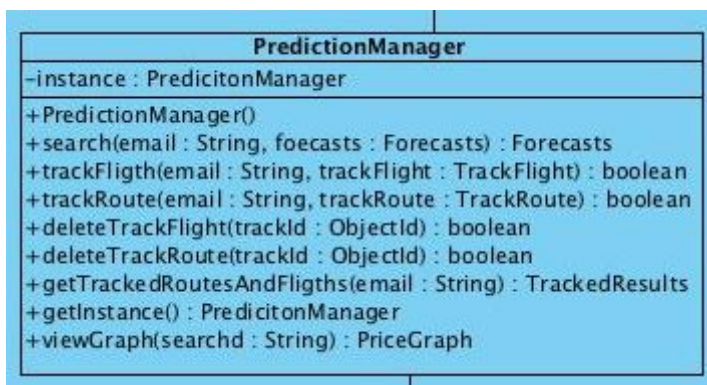 PredictionManager
-instance : PredicitonManager
+PredictionManager()
+search(email : String, foecasts : Forecasts) : Forecasts
+trackFligth(email : String, trackFlight : TrackFlight) : boolean
+trackRoute(email : String, trackRoute : TrackRoute) : boolean
+deleteTrackFlight(trackId : ObjectId) : boolean
+deleteTrackRoute(trackId : ObjectId) : boolean
+getTrackedRoutesAndFligths(email : String) : TrackedResults
+getInstance() : PredicitonManager
+viewGraph(searchd : String) : PriceGraph